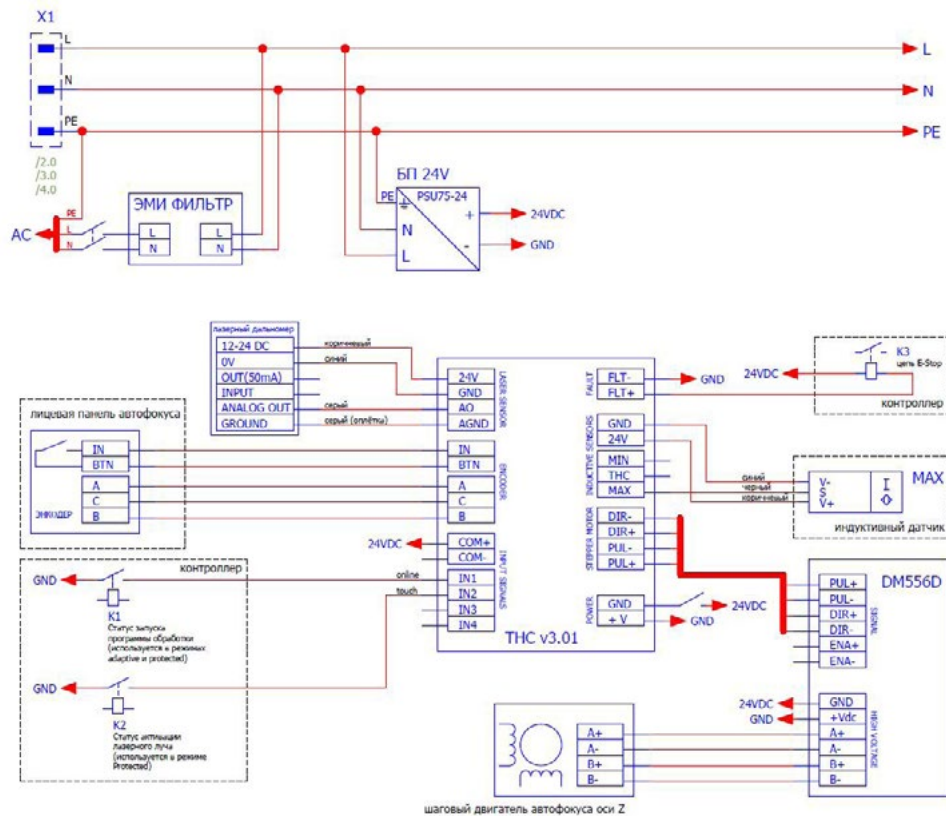 X1
L
L
N
N
PE
PE
/2.0
/3.0
/4.0
БП 24V
PE
PSU75-24
N
L
+
-
24VDC
GND
ЭМИ ФИЛЬТР
PE
L
N
AC
L
N
L
N
лазерный дальномер
12-24 DC
0V
OUT(50mA)
INPUT
ANALOG OUT
GROUND
коричневый
синий
серый
серый (оплётка)
24V
GND
AO
AGND
LASER SENSOR
IN
BTN
A
C
B
ENCODER
COM+
COM-
IN1
IN2
IN3
IN4
INPUT SIGNALS
FAULT
FLT-
FLT+
INDUCTIVE SENSORS
GND
24V
MIN
THC
MAX
STEPPER MOTOR
DIR-
DIR+
PUL-
PUL+
POWER
GND
+ V
THC v3.01
GND
24VDC
GND
24VDC
K3
цепь E-Stop
контроллер
синий
черный
коричневый
V-
S
V+
I
MAX
индуктивный датчик
лицевая панель автофокуса
IN
BTN
A
C
B
ЭНКОДЕР
24VDC
контроллер
GND
online
touch
K1
Статус запуска
программы обработки
(используется в режимах
adaptive и protected)
GND
K2
Статус активации
лазерного луча
(используется в режиме
Protected)
DM556D
PUL+
PUL-
DIR+
DIR-
ENA+
ENA-
SIGNAL
24VDC
GND
GND
+Vdc
A+
A-
B+
B-
HIGH VOLTAGE
A+
A-
B+
B-
шаговый двигатель автофокуса оси Z